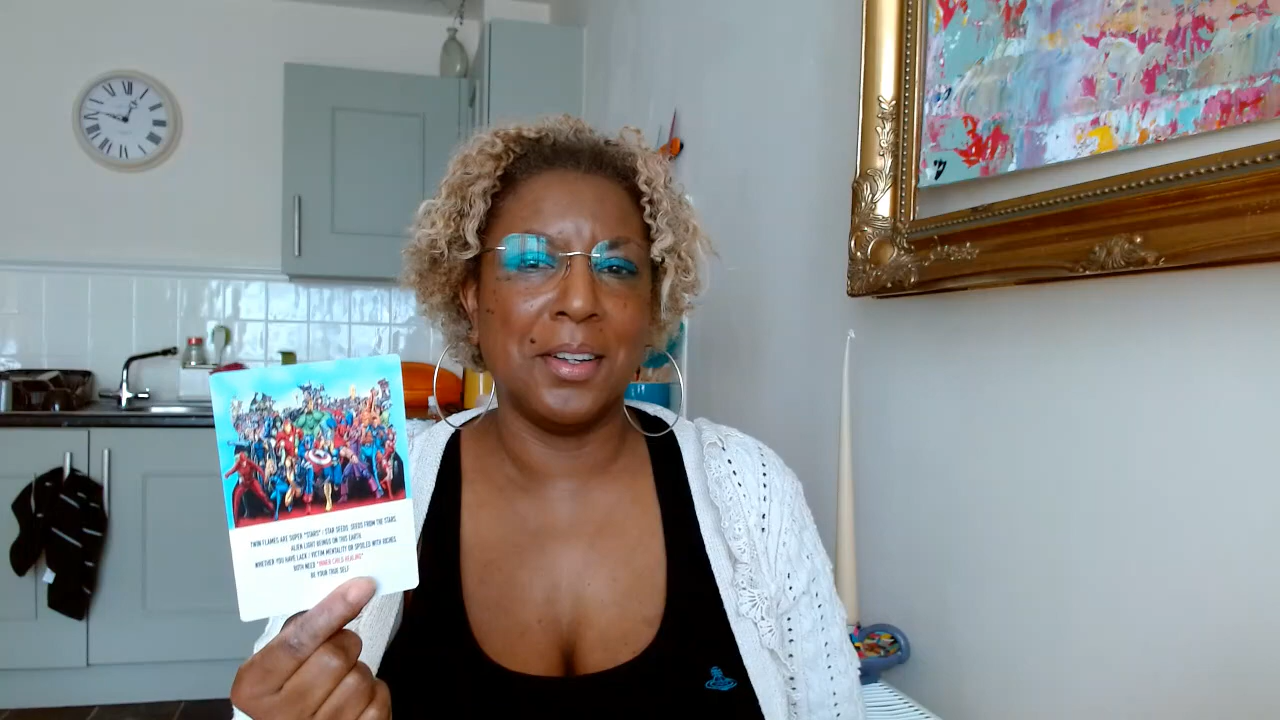 TWIN FLAMES ARE SUPER "STARS" / STAR SEEDS. SEEDS FROM THE STARS.
ALIEN LIGHT BEINGS ON THIS EARTH.
WHETHER YOU HAVE LACK / VICTIM MENTALITY OR SPOILED WITH RICHES
BOTH NEED "INNER CHILD HEALING"
BE YOUR TRUE SELF